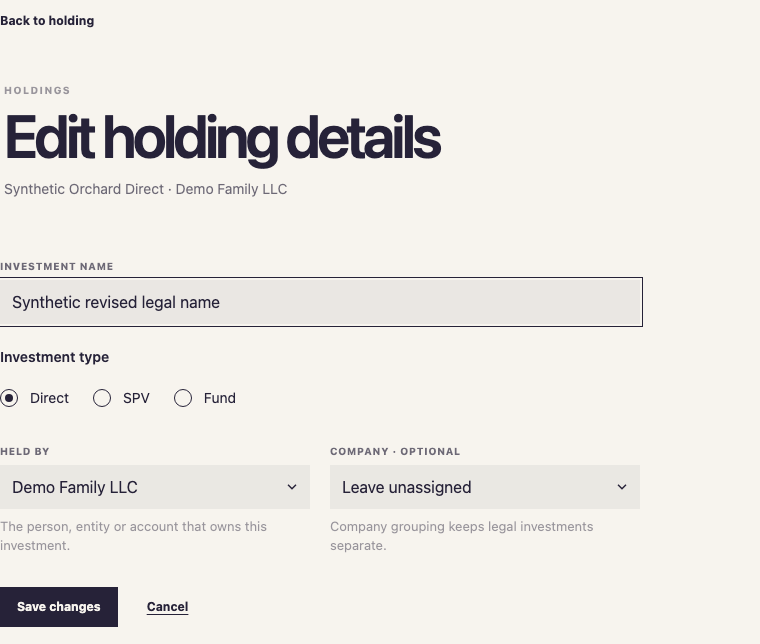 Back to holding
HOLDINGS
Edit holding details
Synthetic Orchard Direct · Demo Family LLC
INVESTMENT NAME
Synthetic revised legal name
Investment type
Direct SPV Fund
HELD BY COMPANY · OPTIONAL
Demo Family LLC Leave unassigned
The person, entity or account that owns this
investment.
Company grouping keeps legal investments
separate.
Save changes Cancel